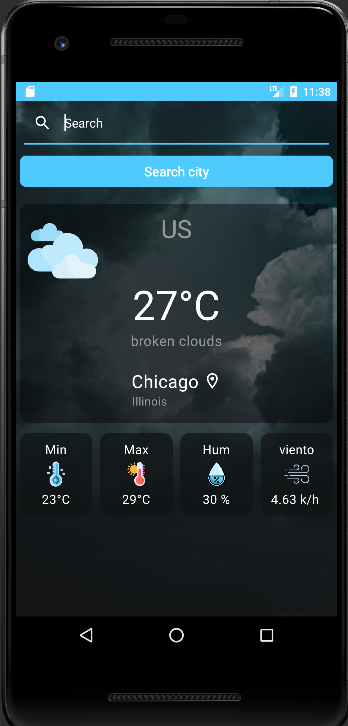 LTE 11:38
Search
Search city
US
27°C
broken clouds
Chicago
Illinois
Min Max Hum viento
23°C 29°C 30 % 4.63 k/h